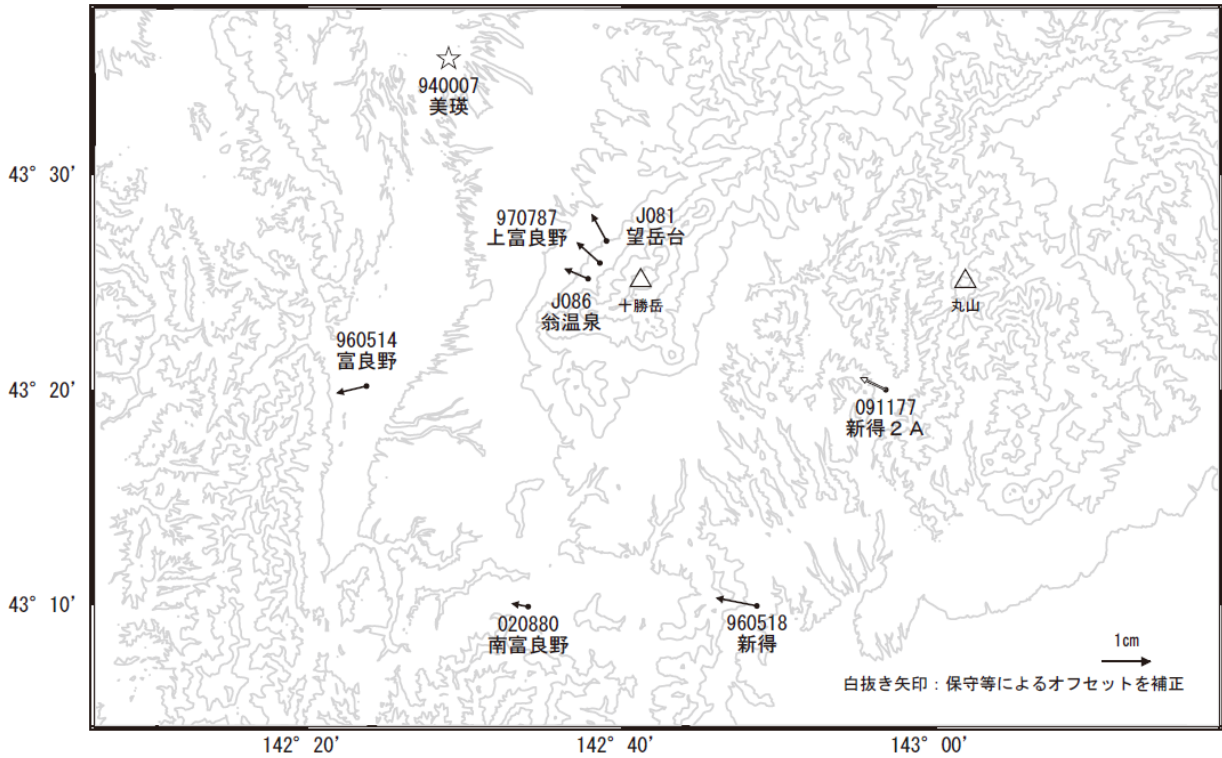 940007
美瑛
43° 30′
970787
上富良野
J081
望岳台
J086
翁温泉
十勝岳
丸山
960514
富良野
43° 20′
091177
新得２Ａ
43° 10′
020880
南富良野
960518
新得
1cm
白抜き矢印：保守等によるオフセットを補正
142° 20′
142° 40′
143° 00′